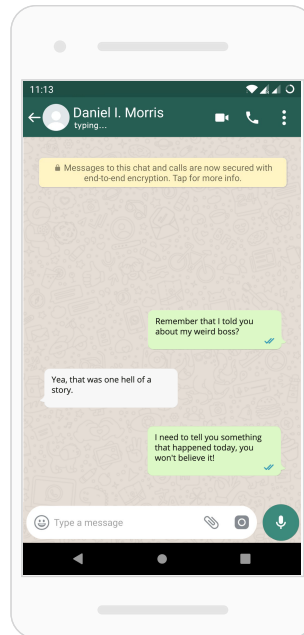 11:13
Daniel I. Morris
typing...
Messages to this chat and calls are now secured with
end-to-end encryption. Tap for more info.
Remember that I told you
about my weird boss?
Yea, that was one hell of a
story.
I need to tell you something
that happened today, you
won't believe it!
Type a message